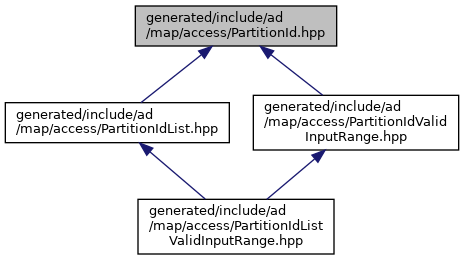 generated/include/ad
/map/access/PartitionId.hpp
generated/include/ad
/map/access/PartitionIdList.hpp
generated/include/ad
/map/access/PartitionIdValid
InputRange.hpp
generated/include/ad
/map/access/PartitionIdList
ValidInputRange.hpp